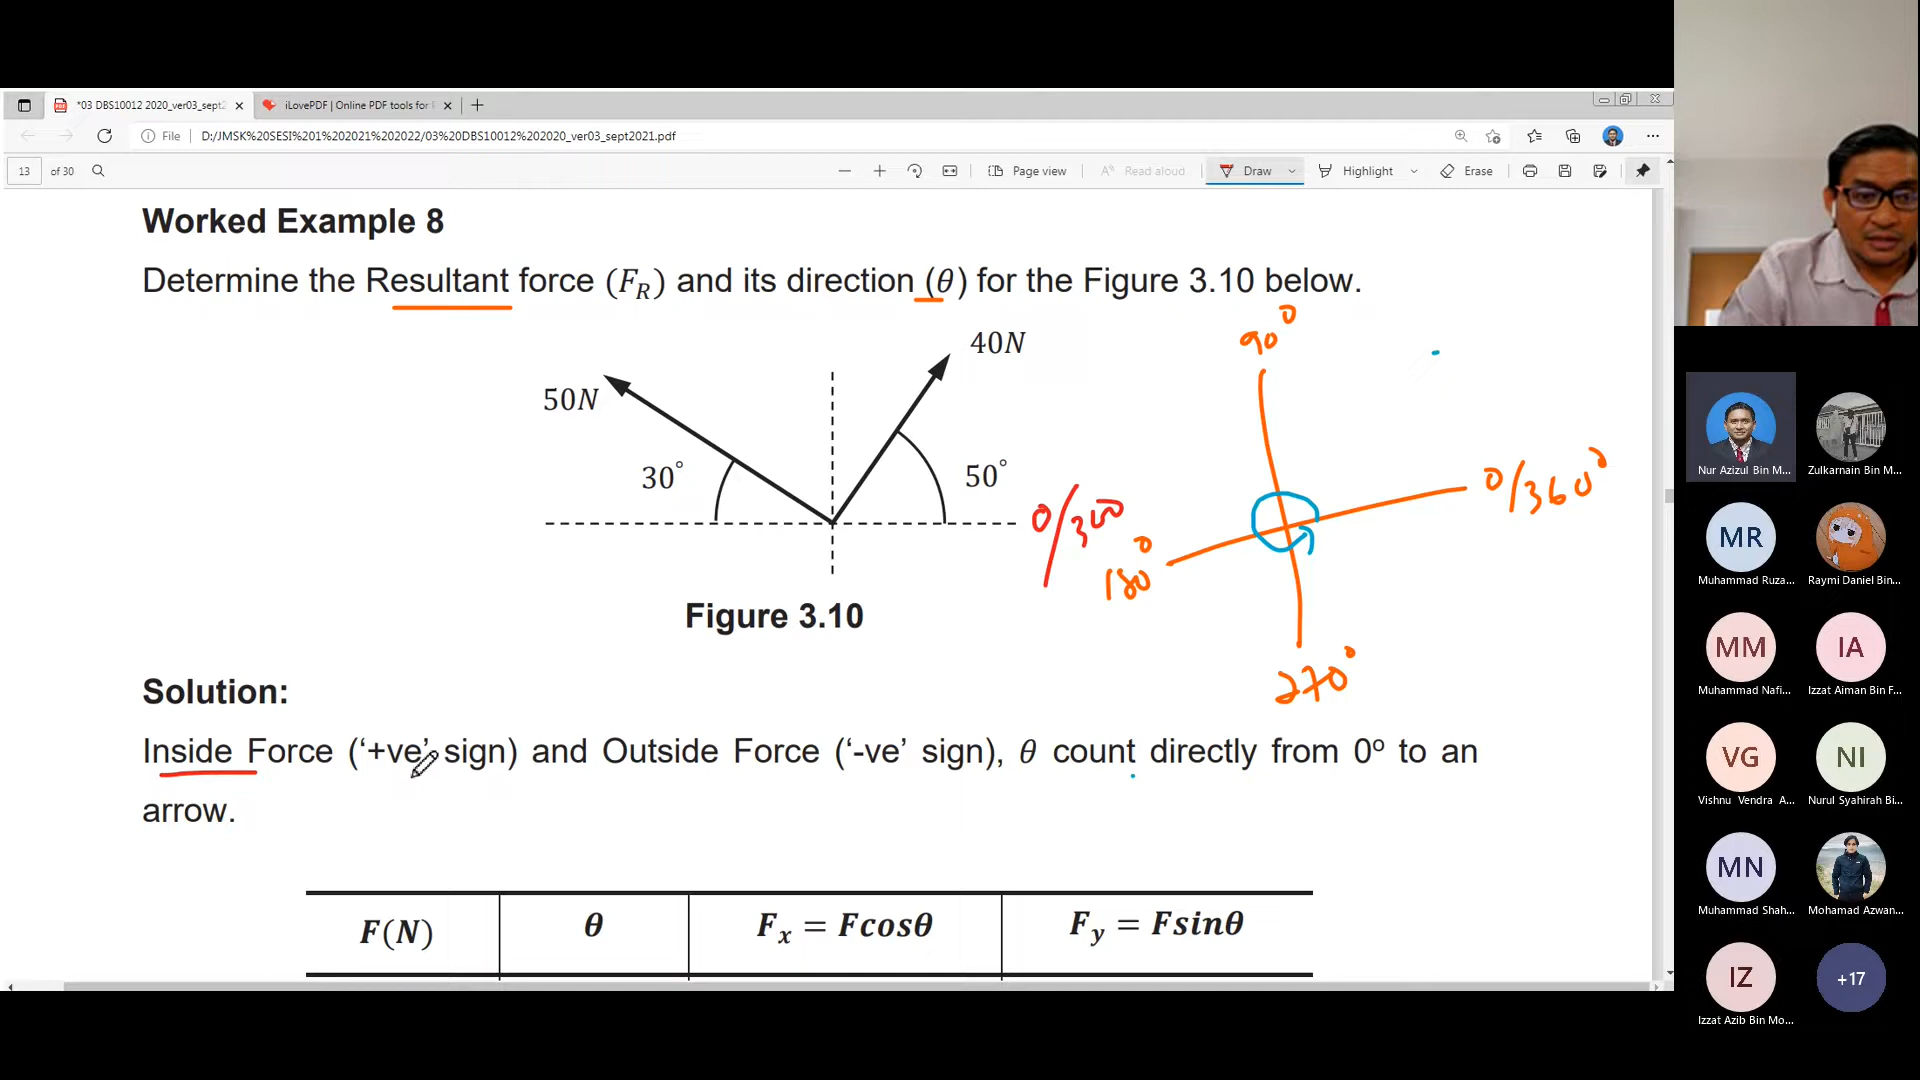 *03 DBS10012 2020_ver03_sept2
iLovePDF | Online PDF tools for
File D:/JMSK%20SESI%201%202021%202022/03%20DBS10012%202020_ver03_sept2021.pdf
13 of 30 Page view Read aloud Draw Highlight Erase
Worked Example 8
Determine the Resultant force (F_R) and its direction (θ) for the Figure 3.10 below.
90°
40N
50N
30°
50°
0/360°
0/360
180°
Figure 3.10
270°
Solution:
Inside Force (‘+ve’ sign) and Outside Force (‘-ve’ sign), θ count directly from 0° to an
arrow.
F(N) θ F_x = Fcosθ F_y = Fsinθ
Nur Azizul Bin M...
Zulkarnain Bin M...
MR
Muhammad Ruza...
Raymi Daniel Bin...
MM
IA
Muhammad Nafi...
Izzat Aiman Bin F...
VG
NI
Vishnu Vendra A...
Nurul Syahirah Bi...
MN
Muhammad Shah...
Mohamad Azwan...
IZ
+17
Izzat Azib Bin Mo...